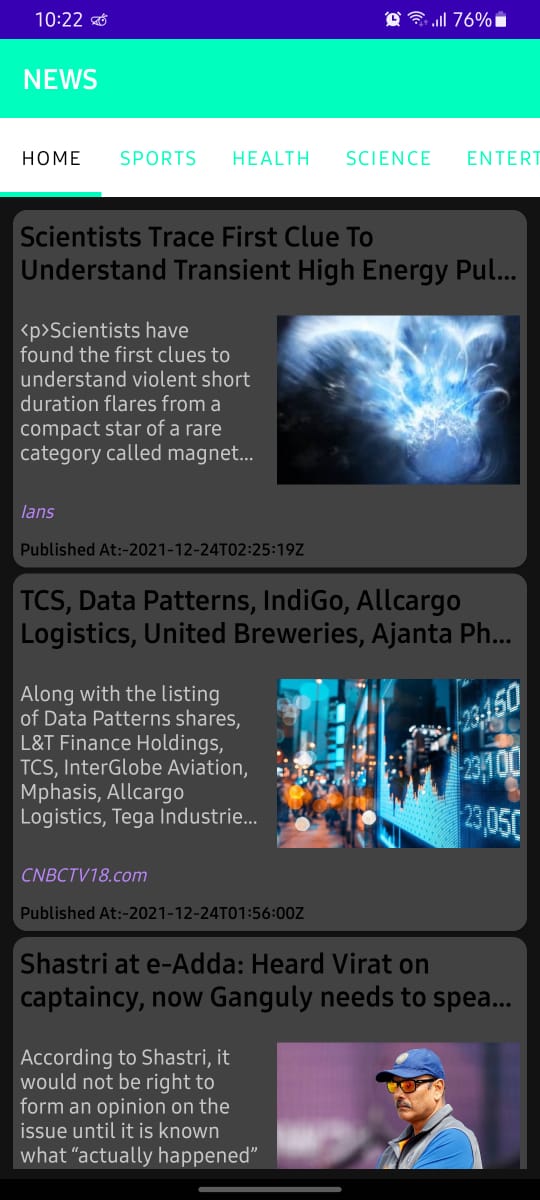 10:22 76%
NEWS
HOME SPORTS HEALTH SCIENCE ENTERT
Scientists Trace First Clue To
Understand Transient High Energy Pul...
<p>Scientists have
found the first clues to
understand violent short
duration flares from a
compact star of a rare
category called magnet...
Ians
Published At:-2021-12-24T02:25:19Z
TCS, Data Patterns, IndiGo, Allcargo
Logistics, United Breweries, Ajanta Ph...
Along with the listing
of Data Patterns shares,
L&T Finance Holdings,
TCS, InterGlobe Aviation,
Mphasis, Allcargo
Logistics, Tega Industrie...
23,150
23,100
23,050
CNBCTV18.com
Published At:-2021-12-24T01:56:00Z
Shastri at e-Adda: Heard Virat on
captaincy, now Ganguly needs to spea...
According to Shastri, it
would not be right to
form an opinion on the
issue until it is known
what “actually happened”